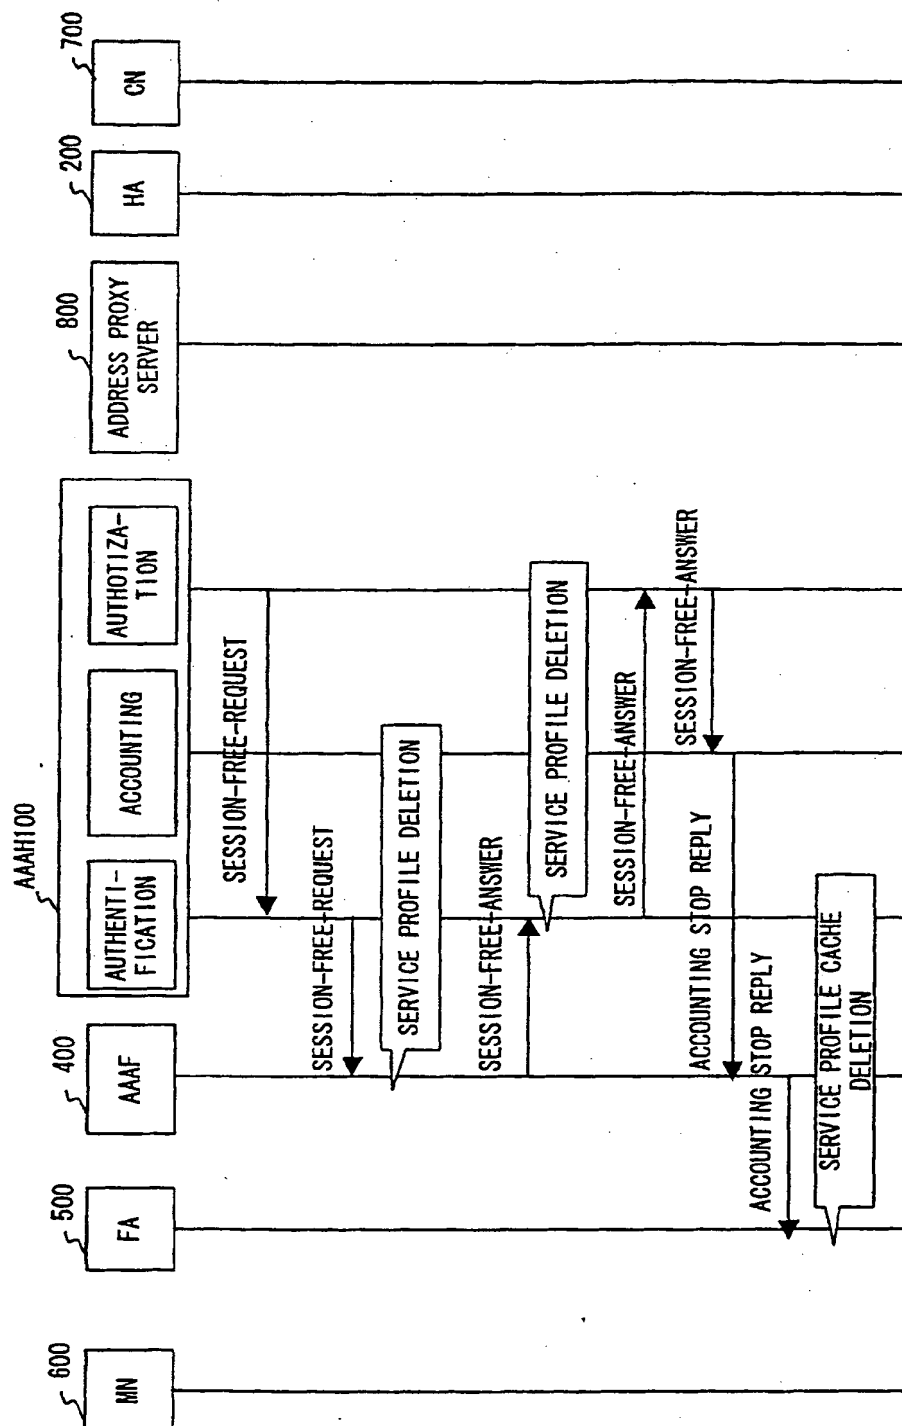 600
MN
500
FA
400
AAAF
AAAH100
AUTHENTI-
FICATION
ACCOUNTING
AUTHOTIZA-
TION
800
ADDRESS PROXY
SERVER
200
HA
700
CN
SESSION-FREE-REQUEST
SESSION-FREE-REQUEST
SERVICE PROFILE DELETION
SESSION-FREE-ANSWER
SERVICE PROFILE DELETION
SESSION-FREE-ANSWER
SESSION-FREE-ANSWER
ACCOUNTING STOP REPLY
ACCOUNTING STOP REPLY
SERVICE PROFILE CACHE
DELETION